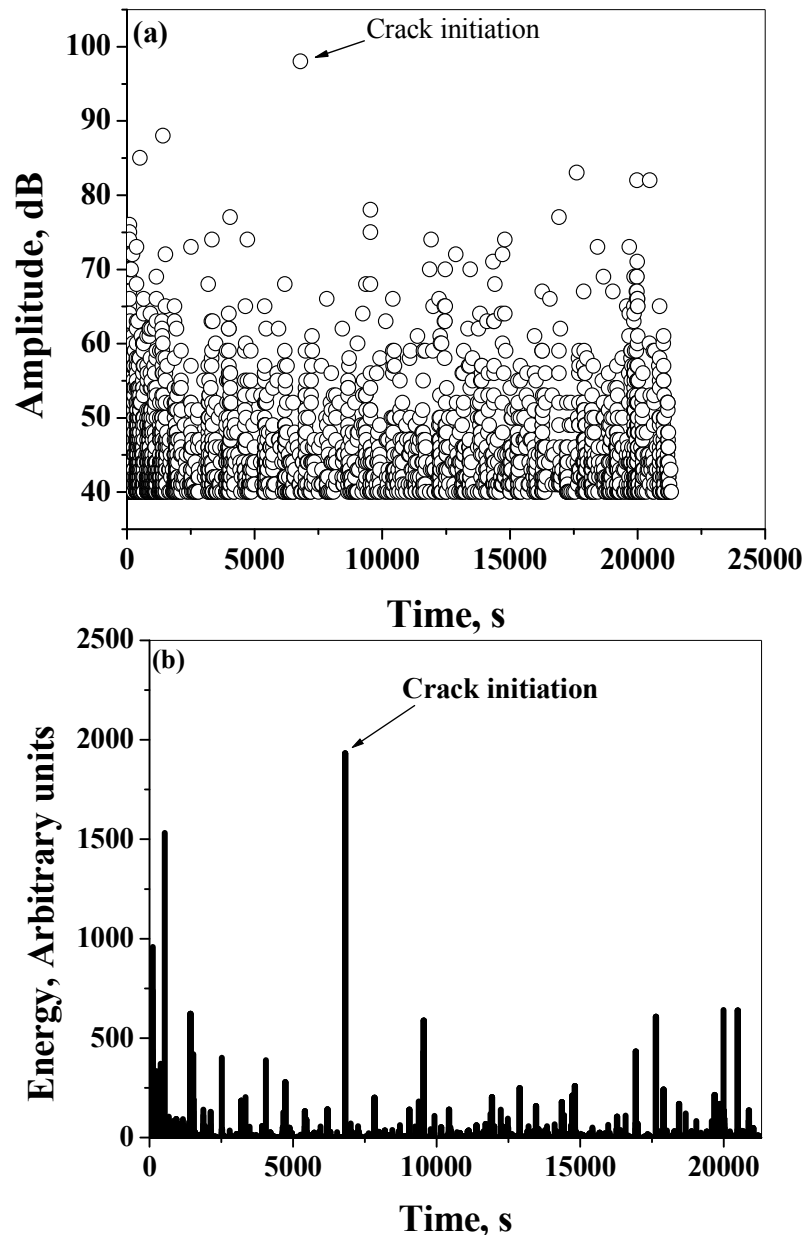 (a)
Crack initiation
100
90
80
70
60
50
40
Amplitude, dB
0 5000 10000 15000 20000 25000
Time, s
2500
(b)
Crack initiation
2000
1500
1000
500
0
Energy, Arbitrary units
0 5000 10000 15000 20000
Time, s